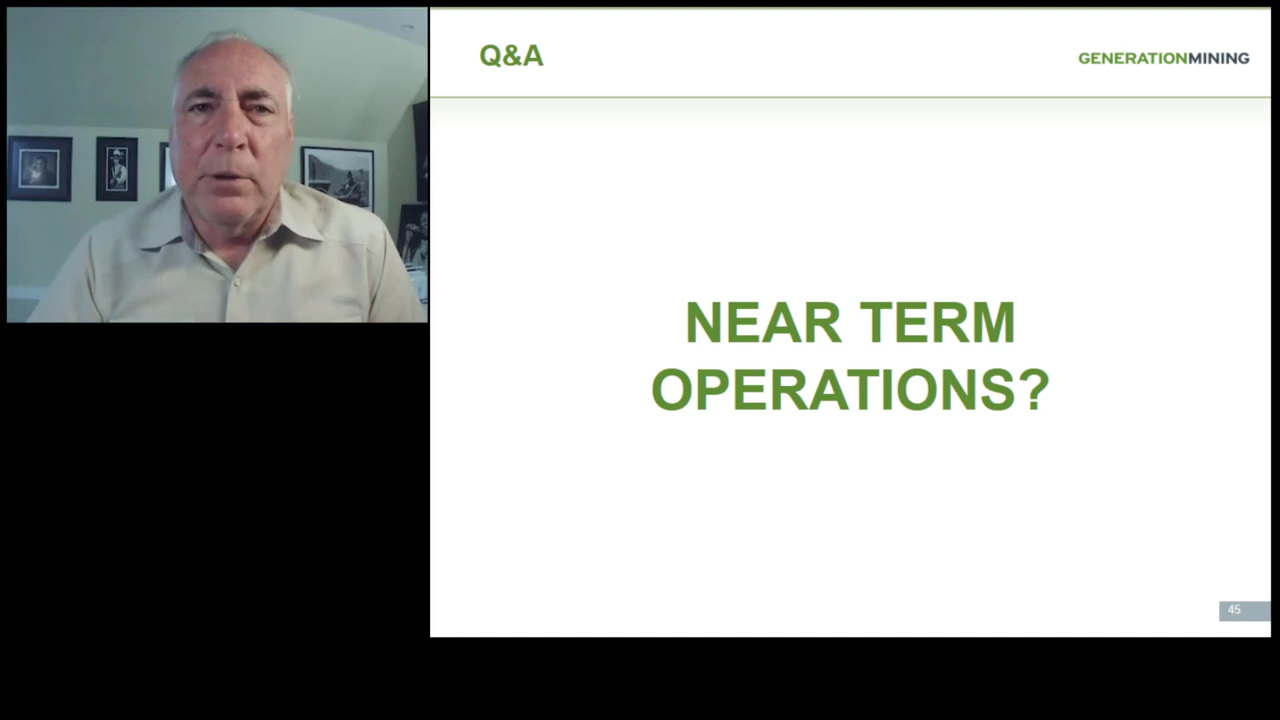 Q&A
GENERATIONMINING
NEAR TERM
OPERATIONS?
45